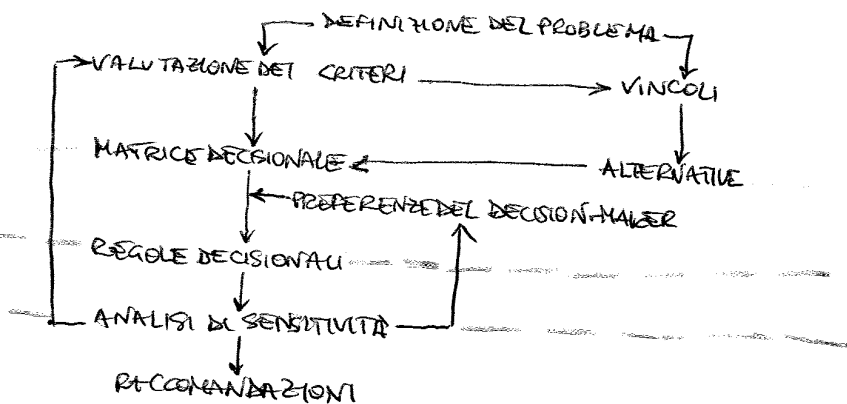 DEFINIZIONE DEL PROBLEMA
VALUTAZIONE DEI CRITERI
VINCOLI
MATRICE DECISIONALE
ALTERNATIVE
PREFERENZE DEL DECISION-MAKER
REGOLE DECISIONALI
ANALISI DI SENSITIVITÀ
RACCOMANDAZIONI